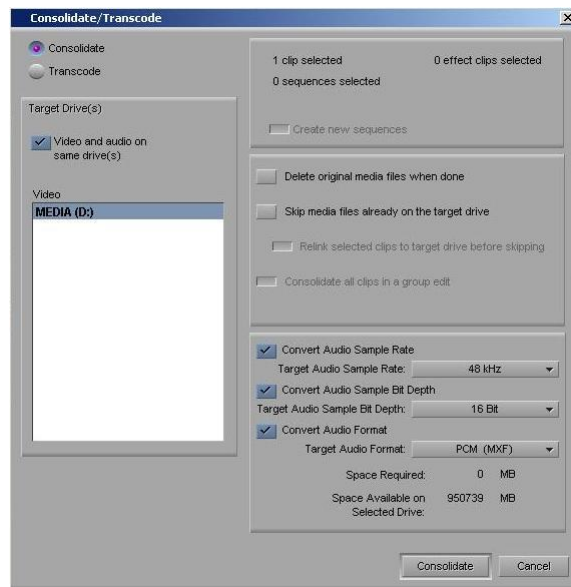 Consolidate/Transcode
Consolidate
Transcode
Target Drive(s)
Video and audio on
same drive(s)
Video
MEDIA (D:)
1 clip selected
0 effect clips selected
0 sequences selected
Create new sequences
Delete original media files when done
Skip media files already on the target drive
Relink selected clips to target drive before skipping
Consolidate all clips in a group edit
Convert Audio Sample Rate
Target Audio Sample Rate: 48 kHz
Convert Audio Sample Bit Depth
Target Audio Sample Bit Depth: 16 Bit
Convert Audio Format
Target Audio Format: PCM (MXF)
Space Required: 0 MB
Space Available on 950739 MB
Selected Drive:
Consolidate
Cancel